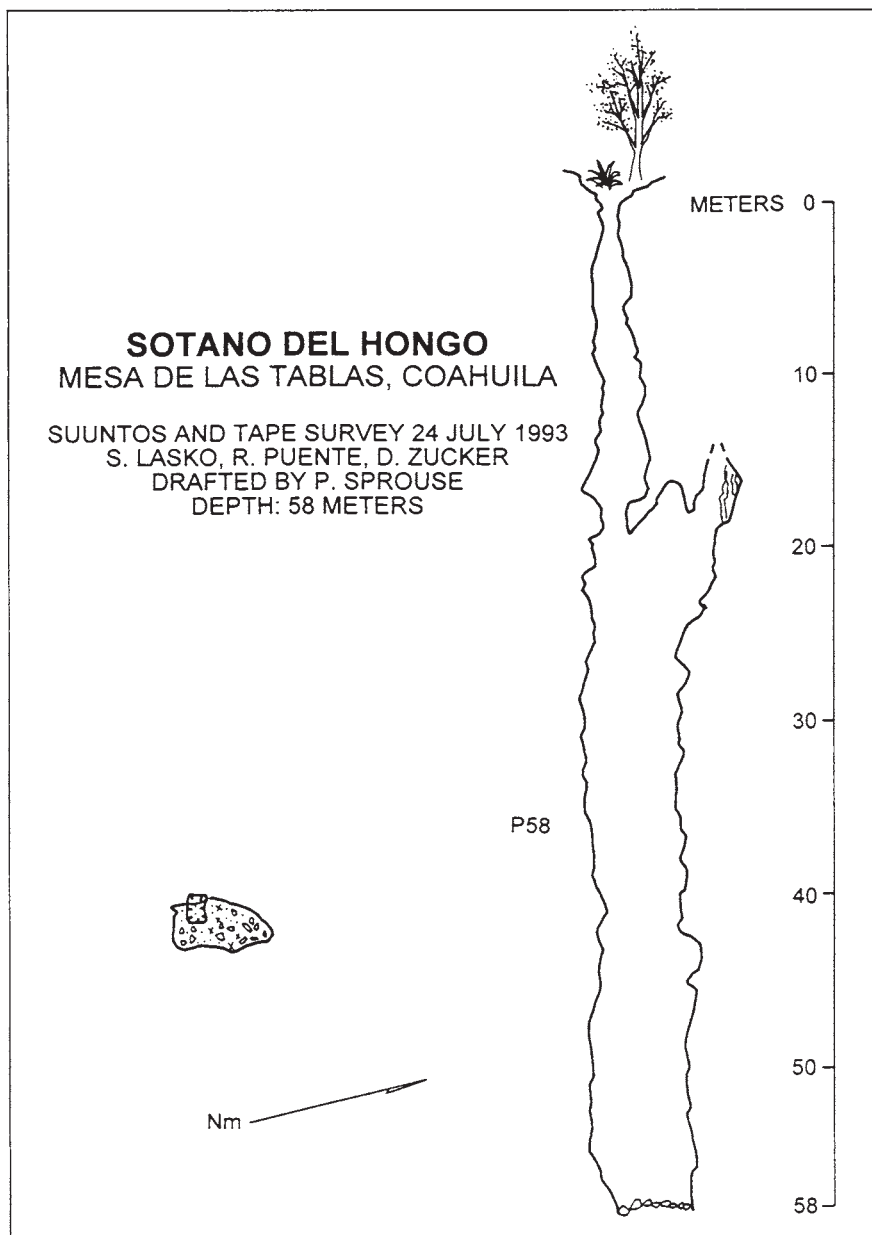 METERS 0
SOTANO DEL HONGO
MESA DE LAS TABLAS, COAHUILA
10
SUUNTOS AND TAPE SURVEY 24 JULY 1993
S. LASKO, R. PUENTE, D. ZUCKER
DRAFTED BY P. SPROUSE
DEPTH: 58 METERS
20
30
P58
40
50
Nm
58